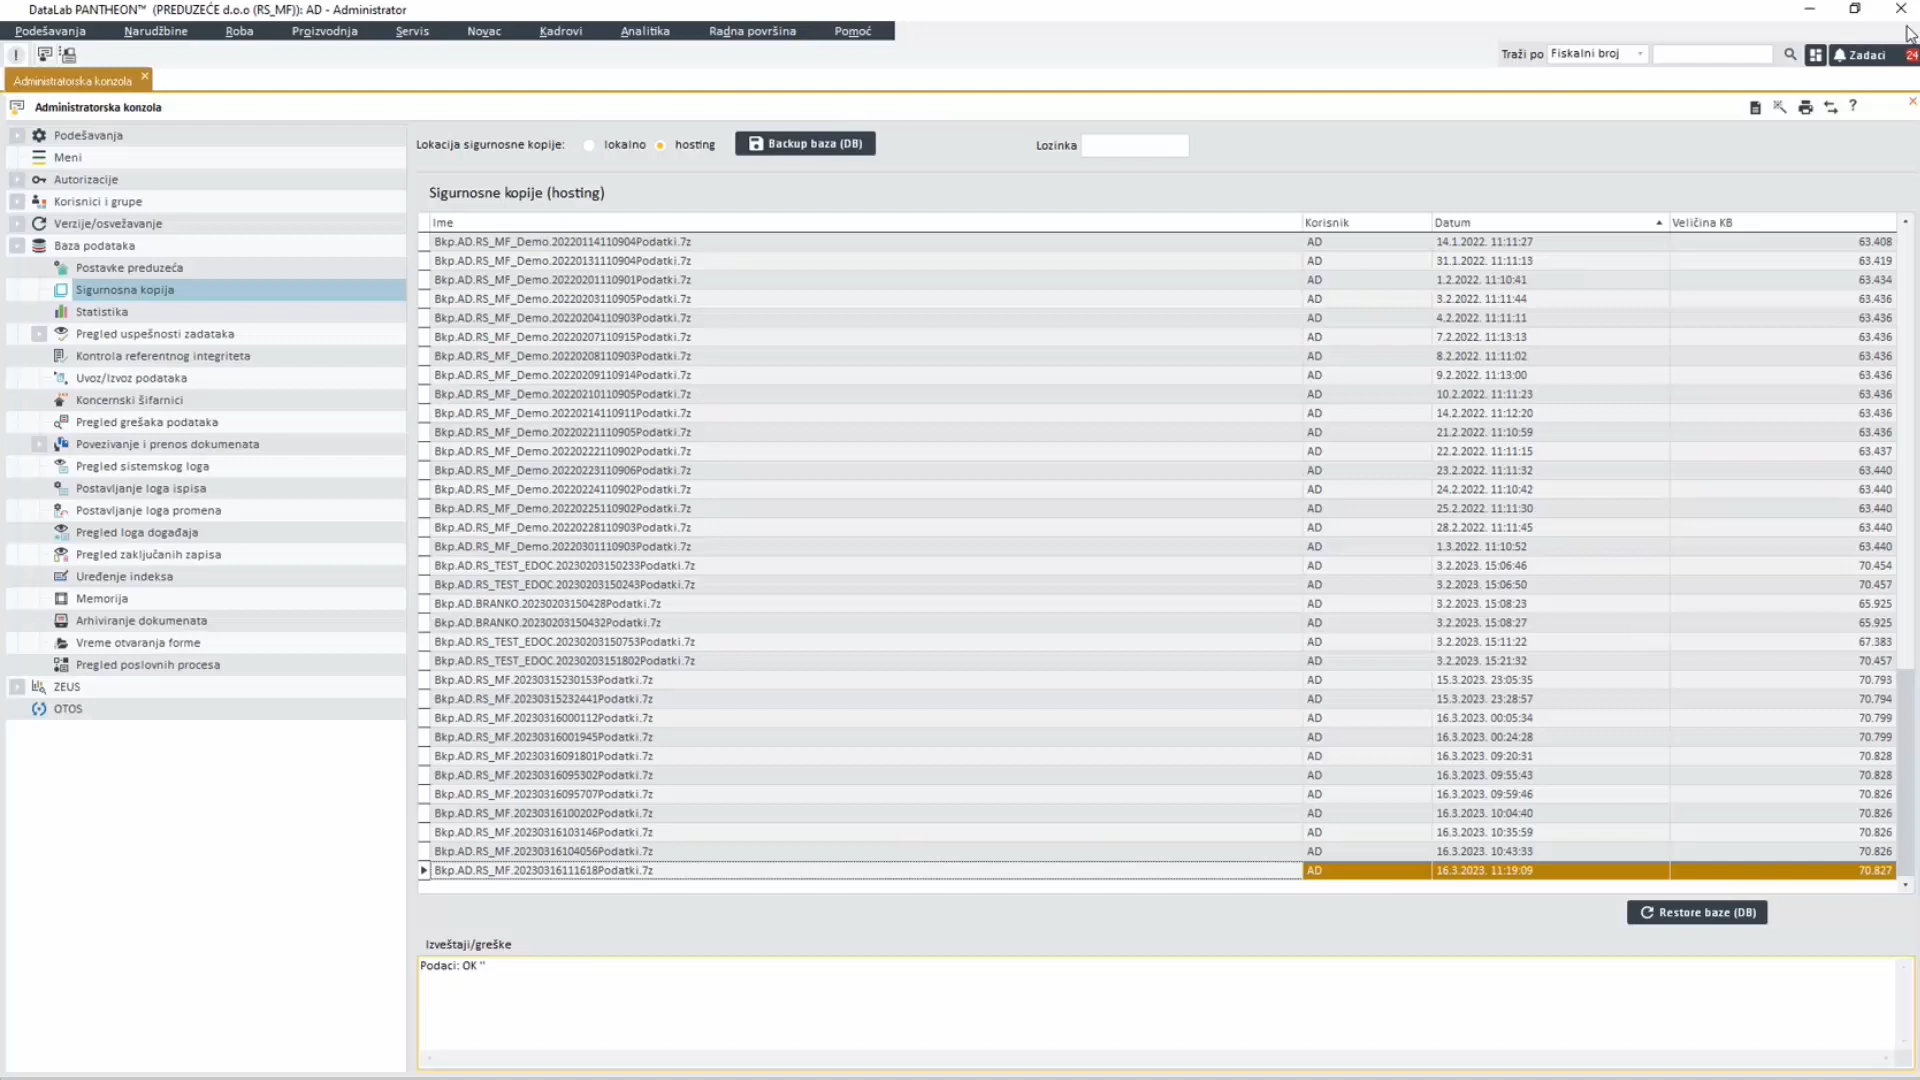 DataLab PANTHEON™ (PREDUZEĆE d.o.o (RS_MF)): AD - Administrator
Podešavanja Narudžbine Roba Proizvodnja Servis Novac Kadrovi Analitika Radna površina Pomoć
Traži po Fiskalni broj Zadaci 24
Administratorska konzola
Administratorska konzola
Podešavanja
Meni
Autorizacije
Korisnici i grupe
Verzije/osvežavanje
Baza podataka
Postavke preduzeća
Sigurnosna kopija
Statistika
Pregled uspešnosti zadataka
Kontrola referentnog integriteta
Uvoz/Izvoz podataka
Koncernski šifarnici
Pregled grešaka podataka
Povezivanje i prenos dokumenata
Pregled sistemskog loga
Postavljanje loga ispisa
Postavljanje loga promena
Pregled loga događaja
Pregled zaključanih zapisa
Uređenje indeksa
Memorija
Arhiviranje dokumenata
Vreme otvaranja forme
Pregled poslovnih procesa
ZEUS
OTOS
Lokacija sigurnosne kopije: lokalno hosting Backup baza (DB) Lozinka
Sigurnosne kopije (hosting)
Ime Korisnik Datum Veličina KB
Bkp.AD.RS_MF_Demo.20220114110904Podatki.7z AD 14.1.2022. 11:11:27 63.408
Bkp.AD.RS_MF_Demo.20220131110904Podatki.7z AD 31.1.2022. 11:11:13 63.419
Bkp.AD.RS_MF_Demo.20220201110901Podatki.7z AD 1.2.2022. 11:10:41 63.434
Bkp.AD.RS_MF_Demo.20220203110905Podatki.7z AD 3.2.2022. 11:11:44 63.436
Bkp.AD.RS_MF_Demo.20220204110903Podatki.7z AD 4.2.2022. 11:11:11 63.436
Bkp.AD.RS_MF_Demo.20220207110915Podatki.7z AD 7.2.2022. 11:13:13 63.436
Bkp.AD.RS_MF_Demo.20220208110903Podatki.7z AD 8.2.2022. 11:11:02 63.436
Bkp.AD.RS_MF_Demo.20220209110914Podatki.7z AD 9.2.2022. 11:13:00 63.436
Bkp.AD.RS_MF_Demo.20220210110905Podatki.7z AD 10.2.2022. 11:11:23 63.436
Bkp.AD.RS_MF_Demo.20220214110911Podatki.7z AD 14.2.2022. 11:12:20 63.436
Bkp.AD.RS_MF_Demo.20220221110905Podatki.7z AD 21.2.2022. 11:10:59 63.436
Bkp.AD.RS_MF_Demo.20220222110902Podatki.7z AD 22.2.2022. 11:11:15 63.437
Bkp.AD.RS_MF_Demo.20220223110906Podatki.7z AD 23.2.2022. 11:11:32 63.440
Bkp.AD.RS_MF_Demo.20220224110902Podatki.7z AD 24.2.2022. 11:10:42 63.440
Bkp.AD.RS_MF_Demo.20220225110902Podatki.7z AD 25.2.2022. 11:11:30 63.440
Bkp.AD.RS_MF_Demo.20220228110903Podatki.7z AD 28.2.2022. 11:11:45 63.440
Bkp.AD.RS_MF_Demo.20220301110903Podatki.7z AD 1.3.2022. 11:10:52 63.440
Bkp.AD.RS_TEST_EDOC.20230203150233Podatki.7z AD 3.2.2023. 15:06:46 70.454
Bkp.AD.RS_TEST_EDOC.20230203150243Podatki.7z AD 3.2.2023. 15:06:50 70.457
Bkp.AD.BRANKO.20230203150428Podatki.7z AD 3.2.2023. 15:08:23 65.925
Bkp.AD.BRANKO.20230203150432Podatki.7z AD 3.2.2023. 15:08:27 65.925
Bkp.AD.RS_TEST_EDOC.20230203150753Podatki.7z AD 3.2.2023. 15:11:22 67.383
Bkp.AD.RS_TEST_EDOC.20230203151802Podatki.7z AD 3.2.2023. 15:21:32 70.457
Bkp.AD.RS_MF.20230315230153Podatki.7z AD 15.3.2023. 23:05:35 70.793
Bkp.AD.RS_MF.20230315232441Podatki.7z AD 15.3.2023. 23:28:57 70.794
Bkp.AD.RS_MF.20230316000112Podatki.7z AD 16.3.2023. 00:05:34 70.799
Bkp.AD.RS_MF.20230316001945Podatki.7z AD 16.3.2023. 00:24:28 70.799
Bkp.AD.RS_MF.20230316091801Podatki.7z AD 16.3.2023. 09:20:31 70.828
Bkp.AD.RS_MF.20230316095302Podatki.7z AD 16.3.2023. 09:55:43 70.828
Bkp.AD.RS_MF.20230316095707Podatki.7z AD 16.3.2023. 09:59:46 70.826
Bkp.AD.RS_MF.20230316100202Podatki.7z AD 16.3.2023. 10:04:40 70.826
Bkp.AD.RS_MF.20230316103146Podatki.7z AD 16.3.2023. 10:35:59 70.826
Bkp.AD.RS_MF.20230316104056Podatki.7z AD 16.3.2023. 10:43:33 70.826
Bkp.AD.RS_MF.20230316111618Podatki.7z AD 16.3.2023. 11:19:09 70.827
Restore baze (DB)
Izveštaji/greške
Podaci: OK ''